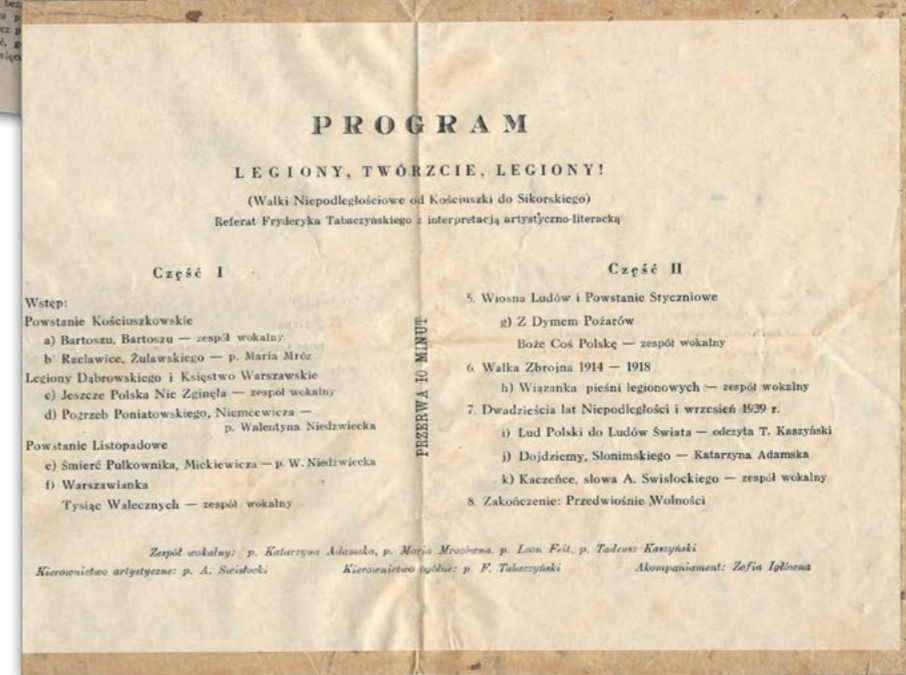 PROGRAM
LEGIONY, TWÓRZCIE, LEGIONY!
(Walki Niepodległościowe od Kościuszki do Sikorskiego)
Referat Fryderyka Tabaczyńskiego z interpretacją artystyczno-literacką
Część I
Wstęp:
Powstanie Kościuszkowskie
a) Bartoszu, Bartoszu — zespół wokalny
b Racławice, Żuławskiego — p. Maria Mróz
Legiony Dąbrowskiego i Księstwo Warszawskie
c) Jeszcze Polska Nie Zginęła — zespół wokalny
d) Pogrzeb Poniatowskiego, Niemcewicza —
p. Walentyna Niedzwiecka
Powstanie Listopadowe
e) Śmierć Pułkownika, Mickiewicza — p. W. Niedzwiecka
f) Warszawianka
Tysiąc Walecznych — zespół wokalny
PRZERWA 10 MINUT
Część II
5. Wiosna Ludów i Powstanie Styczniowe
g) Z Dymem Pożarów
Boże Coś Polskę — zespół wokalny
6. Walka Zbrojna 1914 — 1918
h) Wiązanka pieśni legionowych — zespół wokalny
7. Dwadzieścia lat Niepodległości i wrzesień 1939 r.
i) Lud Polski do Ludów Świata — odczyta T. Kaszyński
j) Dojdziemy, Słonimskiego — Katarzyna Adamska
k) Kaczeńce, słowa A. Swisłockiego — zespół wokalny
8. Zakończenie: Przedwiośnie Wolności
Zespół wokalny: p. Katarzyna Adamska, p. Maria Mrozówna, p. Leon Feit, p. Tadeusz Kaszyński
Kierownictwo artystyczne: p. A. Swisłocki Kierownictwo ogólne: p. F. Tabaczyński Akompaniament: Zofia Igłówna